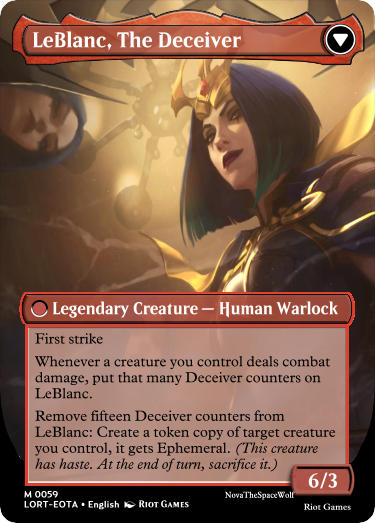 LeBlanc, The Deceiver
Legendary Creature — Human Warlock
First strike
Whenever a creature you control deals combat
damage, put that many Deceiver counters on
LeBlanc.
Remove fifteen Deceiver counters from
LeBlanc: Create a token copy of target creature
you control, it gets Ephemeral. (This creature
has haste. At the end of turn, sacrifice it.)
6/3
M 0059
LORT-EOTA • English Riot Games
NovaTheSpaceWolf
Riot Games